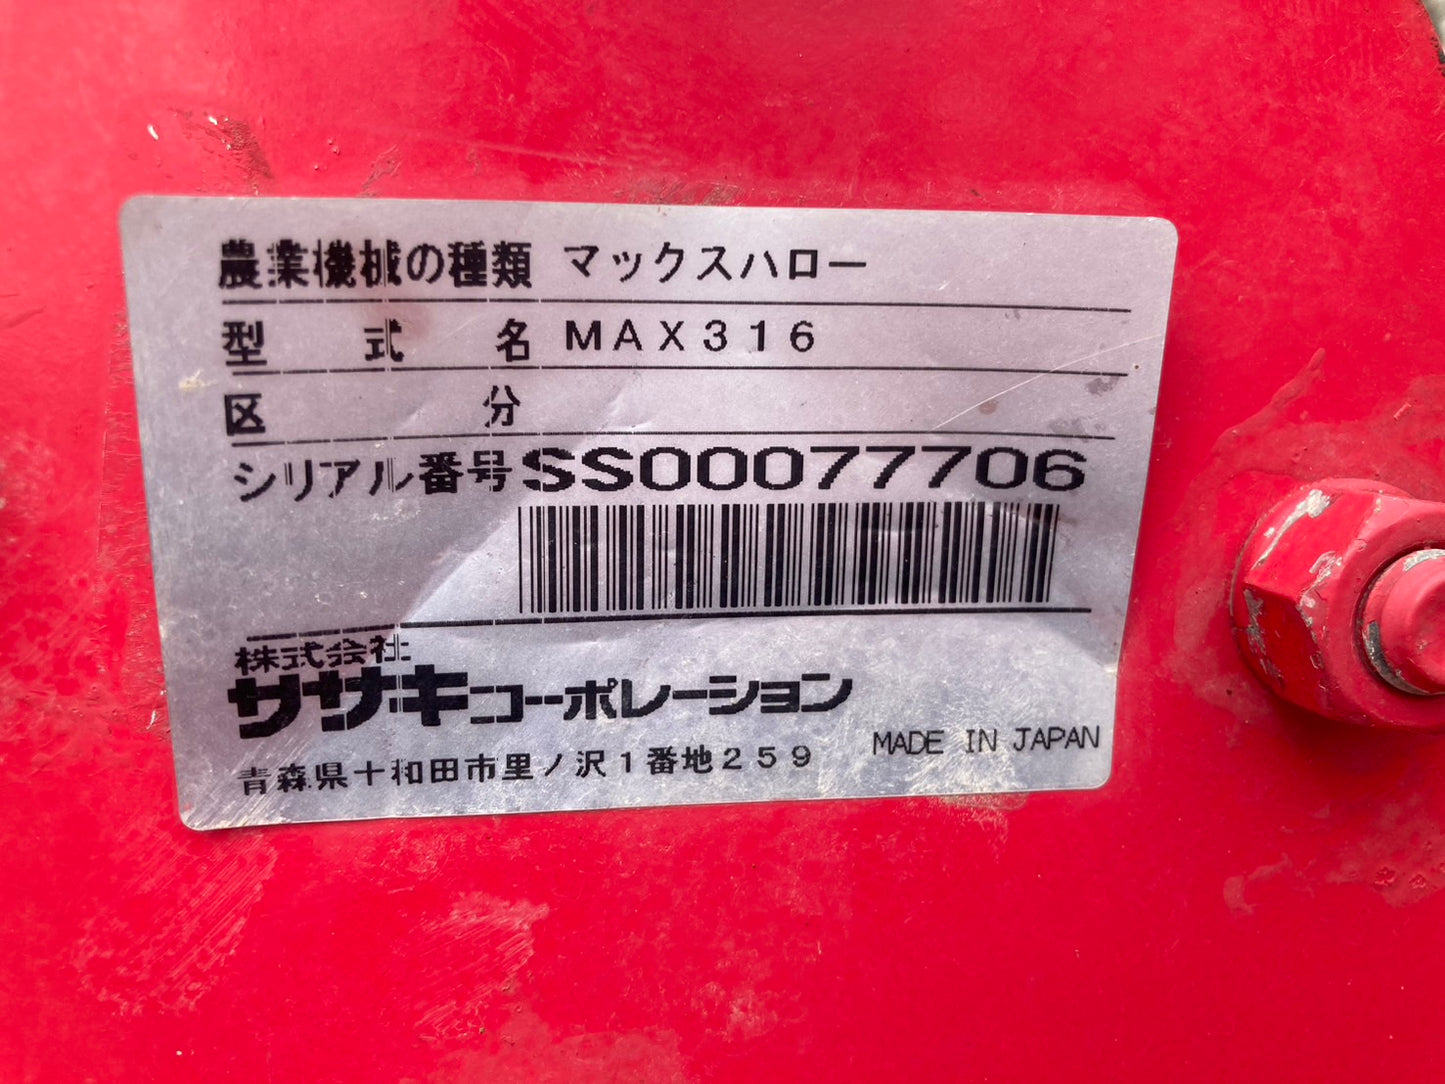 農業機械の種類 マックスハロー
型式名 ＭＡＸ３１６
区分
シリアル番号 SS00077706
株式会社
ササキコーポレーション
青森県十和田市里ノ沢１番地２５９
MADE IN JAPAN